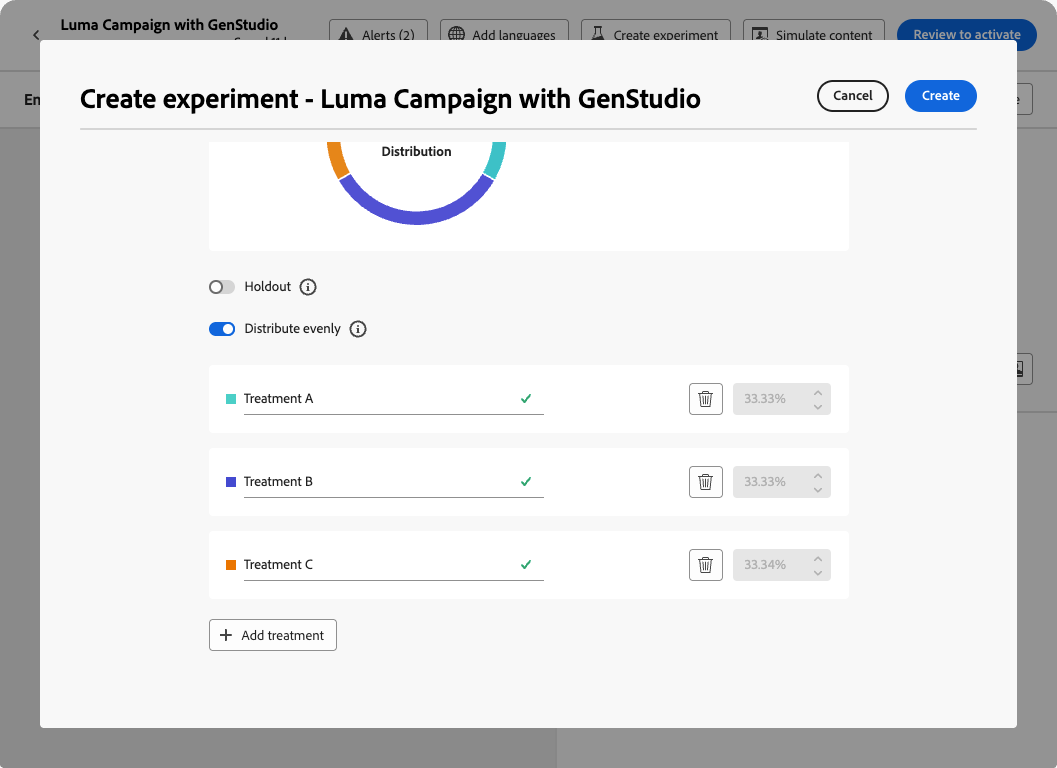 Luma Campaign with GenStudio
Alerts (2)
Add languages
Create experiment
Simulate content
Review to activate
Create experiment - Luma Campaign with GenStudio
Cancel
Create
Distribution
Holdout
Distribute evenly
Treatment A
33.33%
Treatment B
33.33%
Treatment C
33.34%
Add treatment